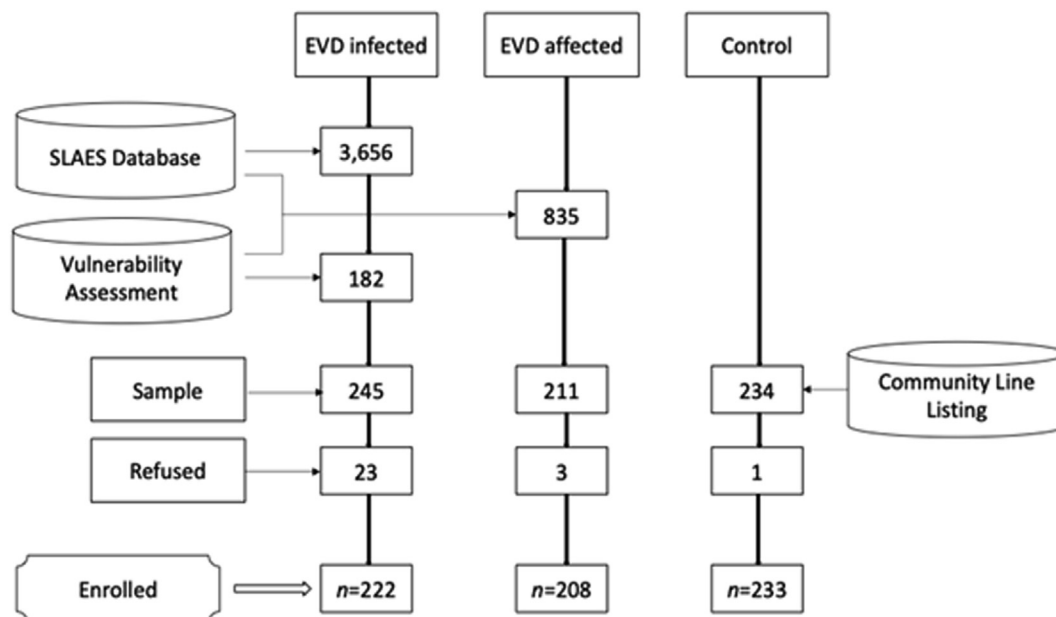 EVD infected
EVD affected
Control
SLAES Database
3,656
835
Vulnerability
Assessment
182
Sample
245
211
234
Community Line
Listing
Refused
23
3
1
Enrolled
n=222
n=208
n=233